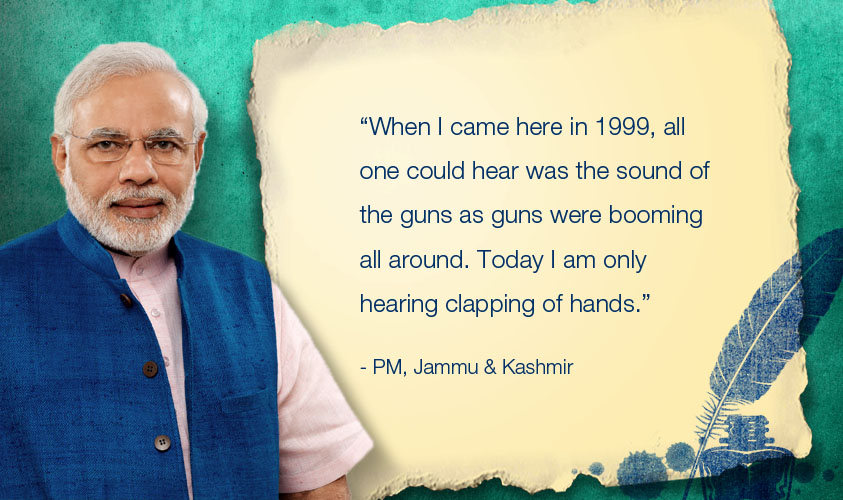 “When I came here in 1999, all
one could hear was the sound of
the guns as guns were booming
all around. Today I am only
hearing clapping of hands.”
- PM, Jammu & Kashmir